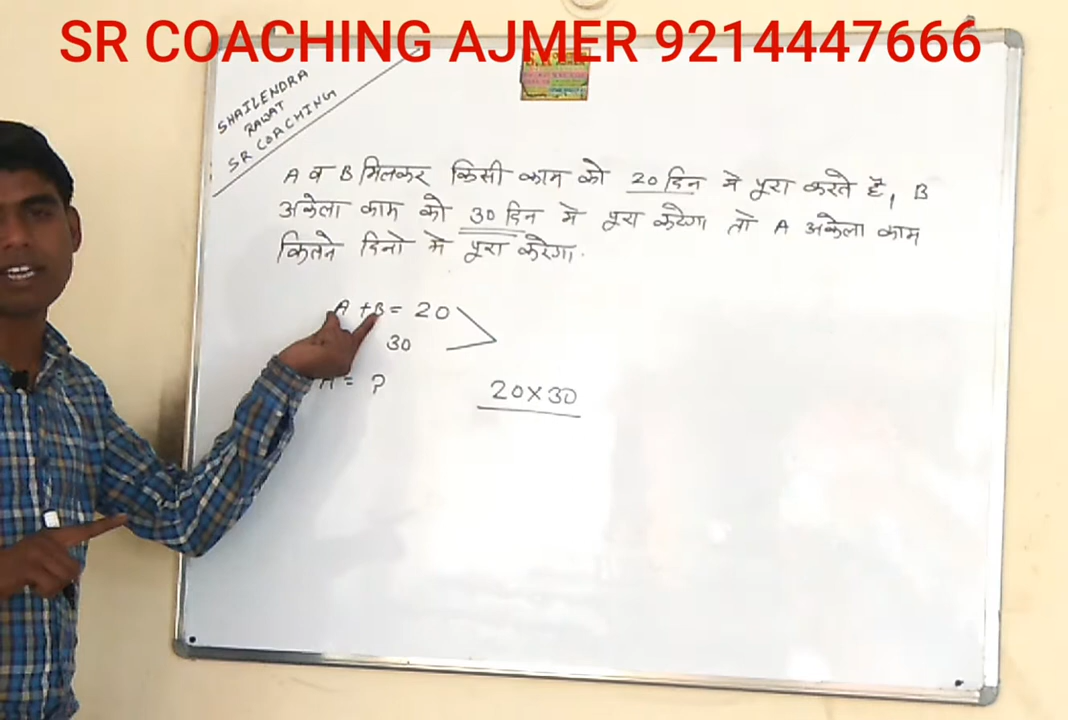 SR COACHING AJMER 9214447666
SHAILENDRA
RAWAT
SR COACHING
A व B मिलकर किसी काम को 20 दिन मे पूरा करते है, B
अकेला काम को 30 दिन मे पूरा करेगा तो A अकेला काम
कितने दिनो मे पूरा करेगा.
A + B = 20
30
A = ?
20 x 30